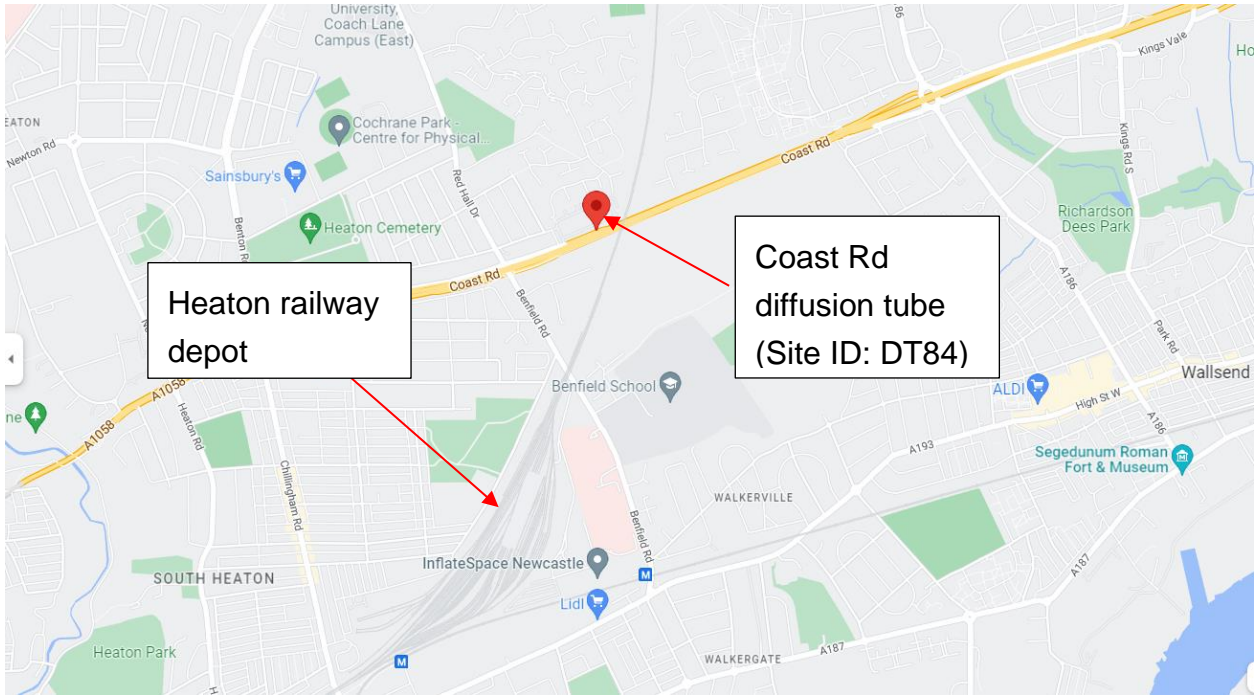 University,
Coach Lane
Campus (East)
A186
Kings Vale
Ho
EATON
Newton Rd
Cochrane Park -
Centre for Physical...
Coast Rd
Kings Rd S
Sainsbury's
Red Hall Dr
Benton Rd
Heaton Cemetery
Richardson
Dees Park
Coast Rd
diffusion tube
(Site ID: DT84)
Heaton railway
depot
Coast Rd
Benfield Rd
A186
Park Rd
Wallsend
A1058
ne
Benfield School
ALDI
High St W
A1058
Heaton Rd
A193
A186
Segedunum Roman
Fort & Museum
Chillingham Rd
WALKERVILLE
Benfield Rd
InflateSpace Newcastle
M
SOUTH HEATON
A187
Lidl
Heaton Park
M
WALKERGATE
A187